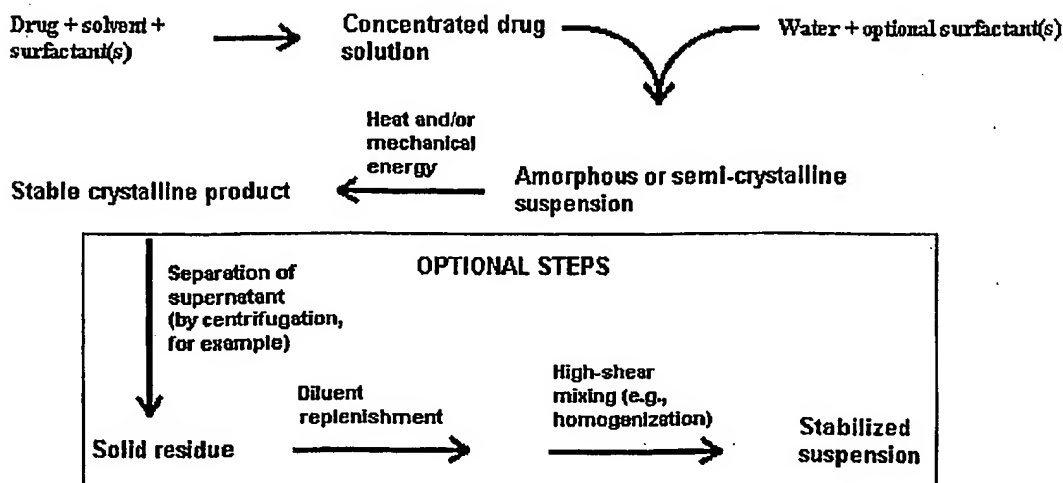 Drug + solvent +
surfactant(s)
Concentrated drug
solution
Water + optional surfactant(s)
Heat and/or
mechanical
energy
Stable crystalline product
Amorphous or semi-crystalline
suspension
OPTIONAL STEPS
Separation of
supernatant
(by centrifugation,
for example)
Diluent
replenishment
High-shear
mixing (e.g.,
homogenization)
Solid residue
Stabilized
suspension